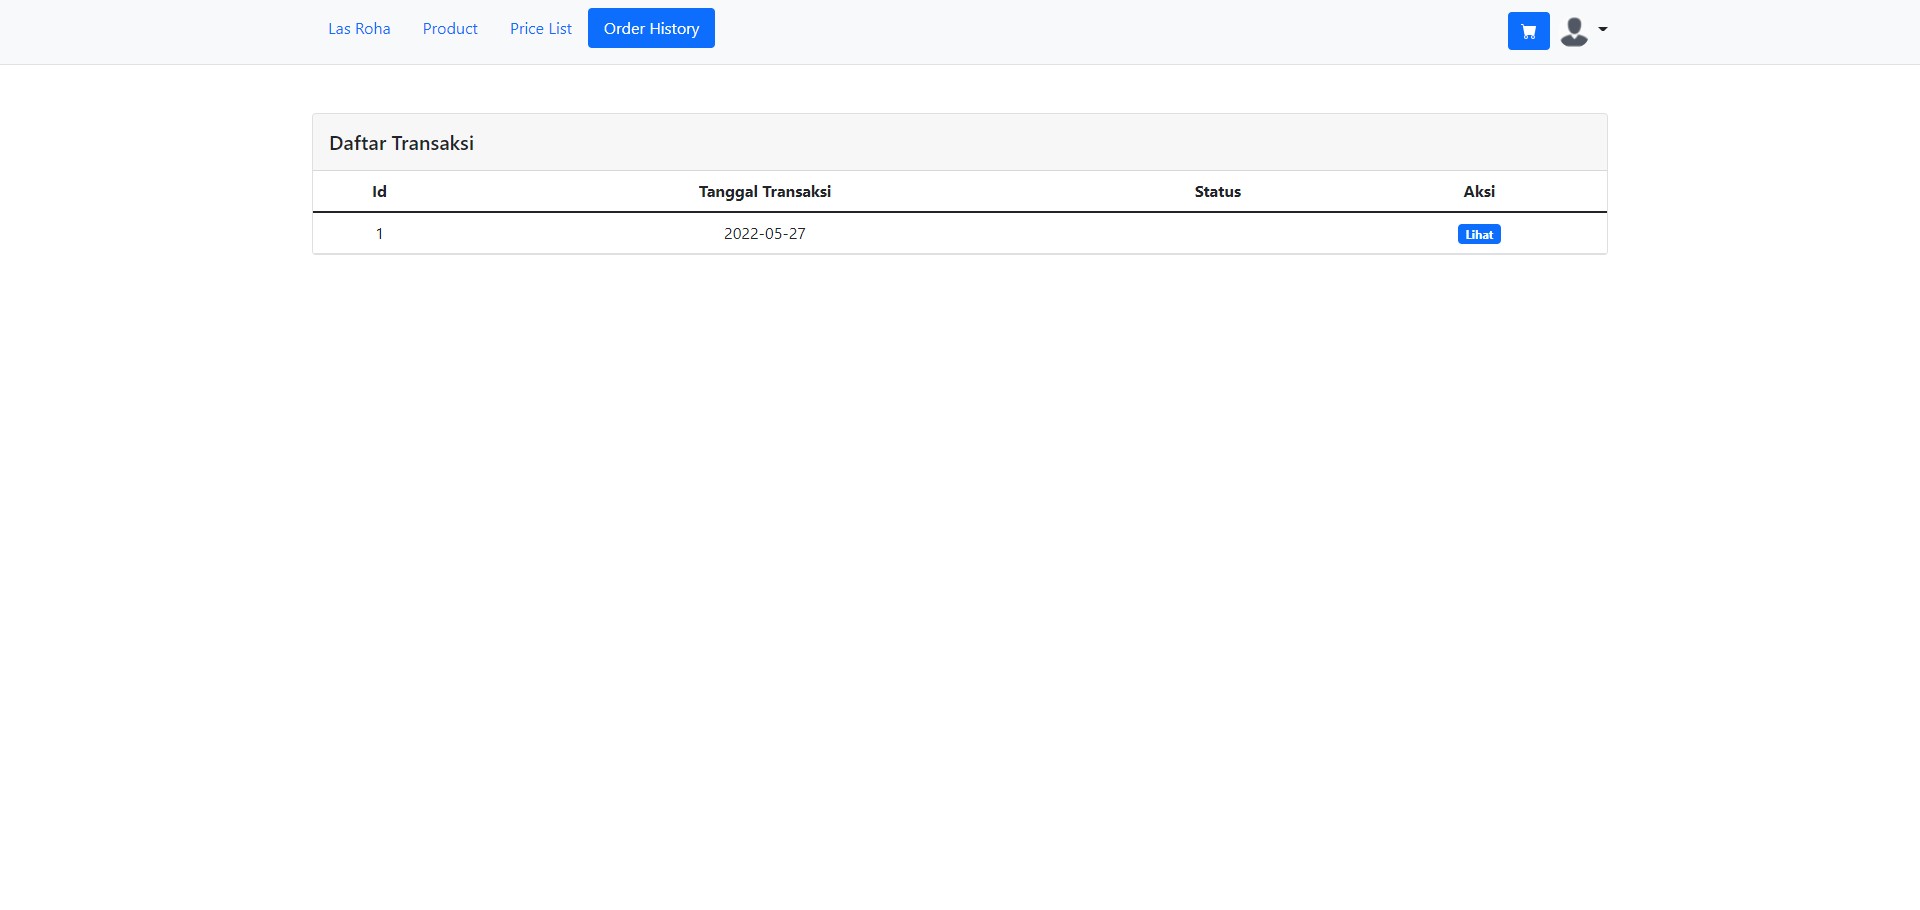 Las Roha Product Price List Order History
Daftar Transaksi
Id Tanggal Transaksi Status Aksi
1 2022-05-27 Lihat